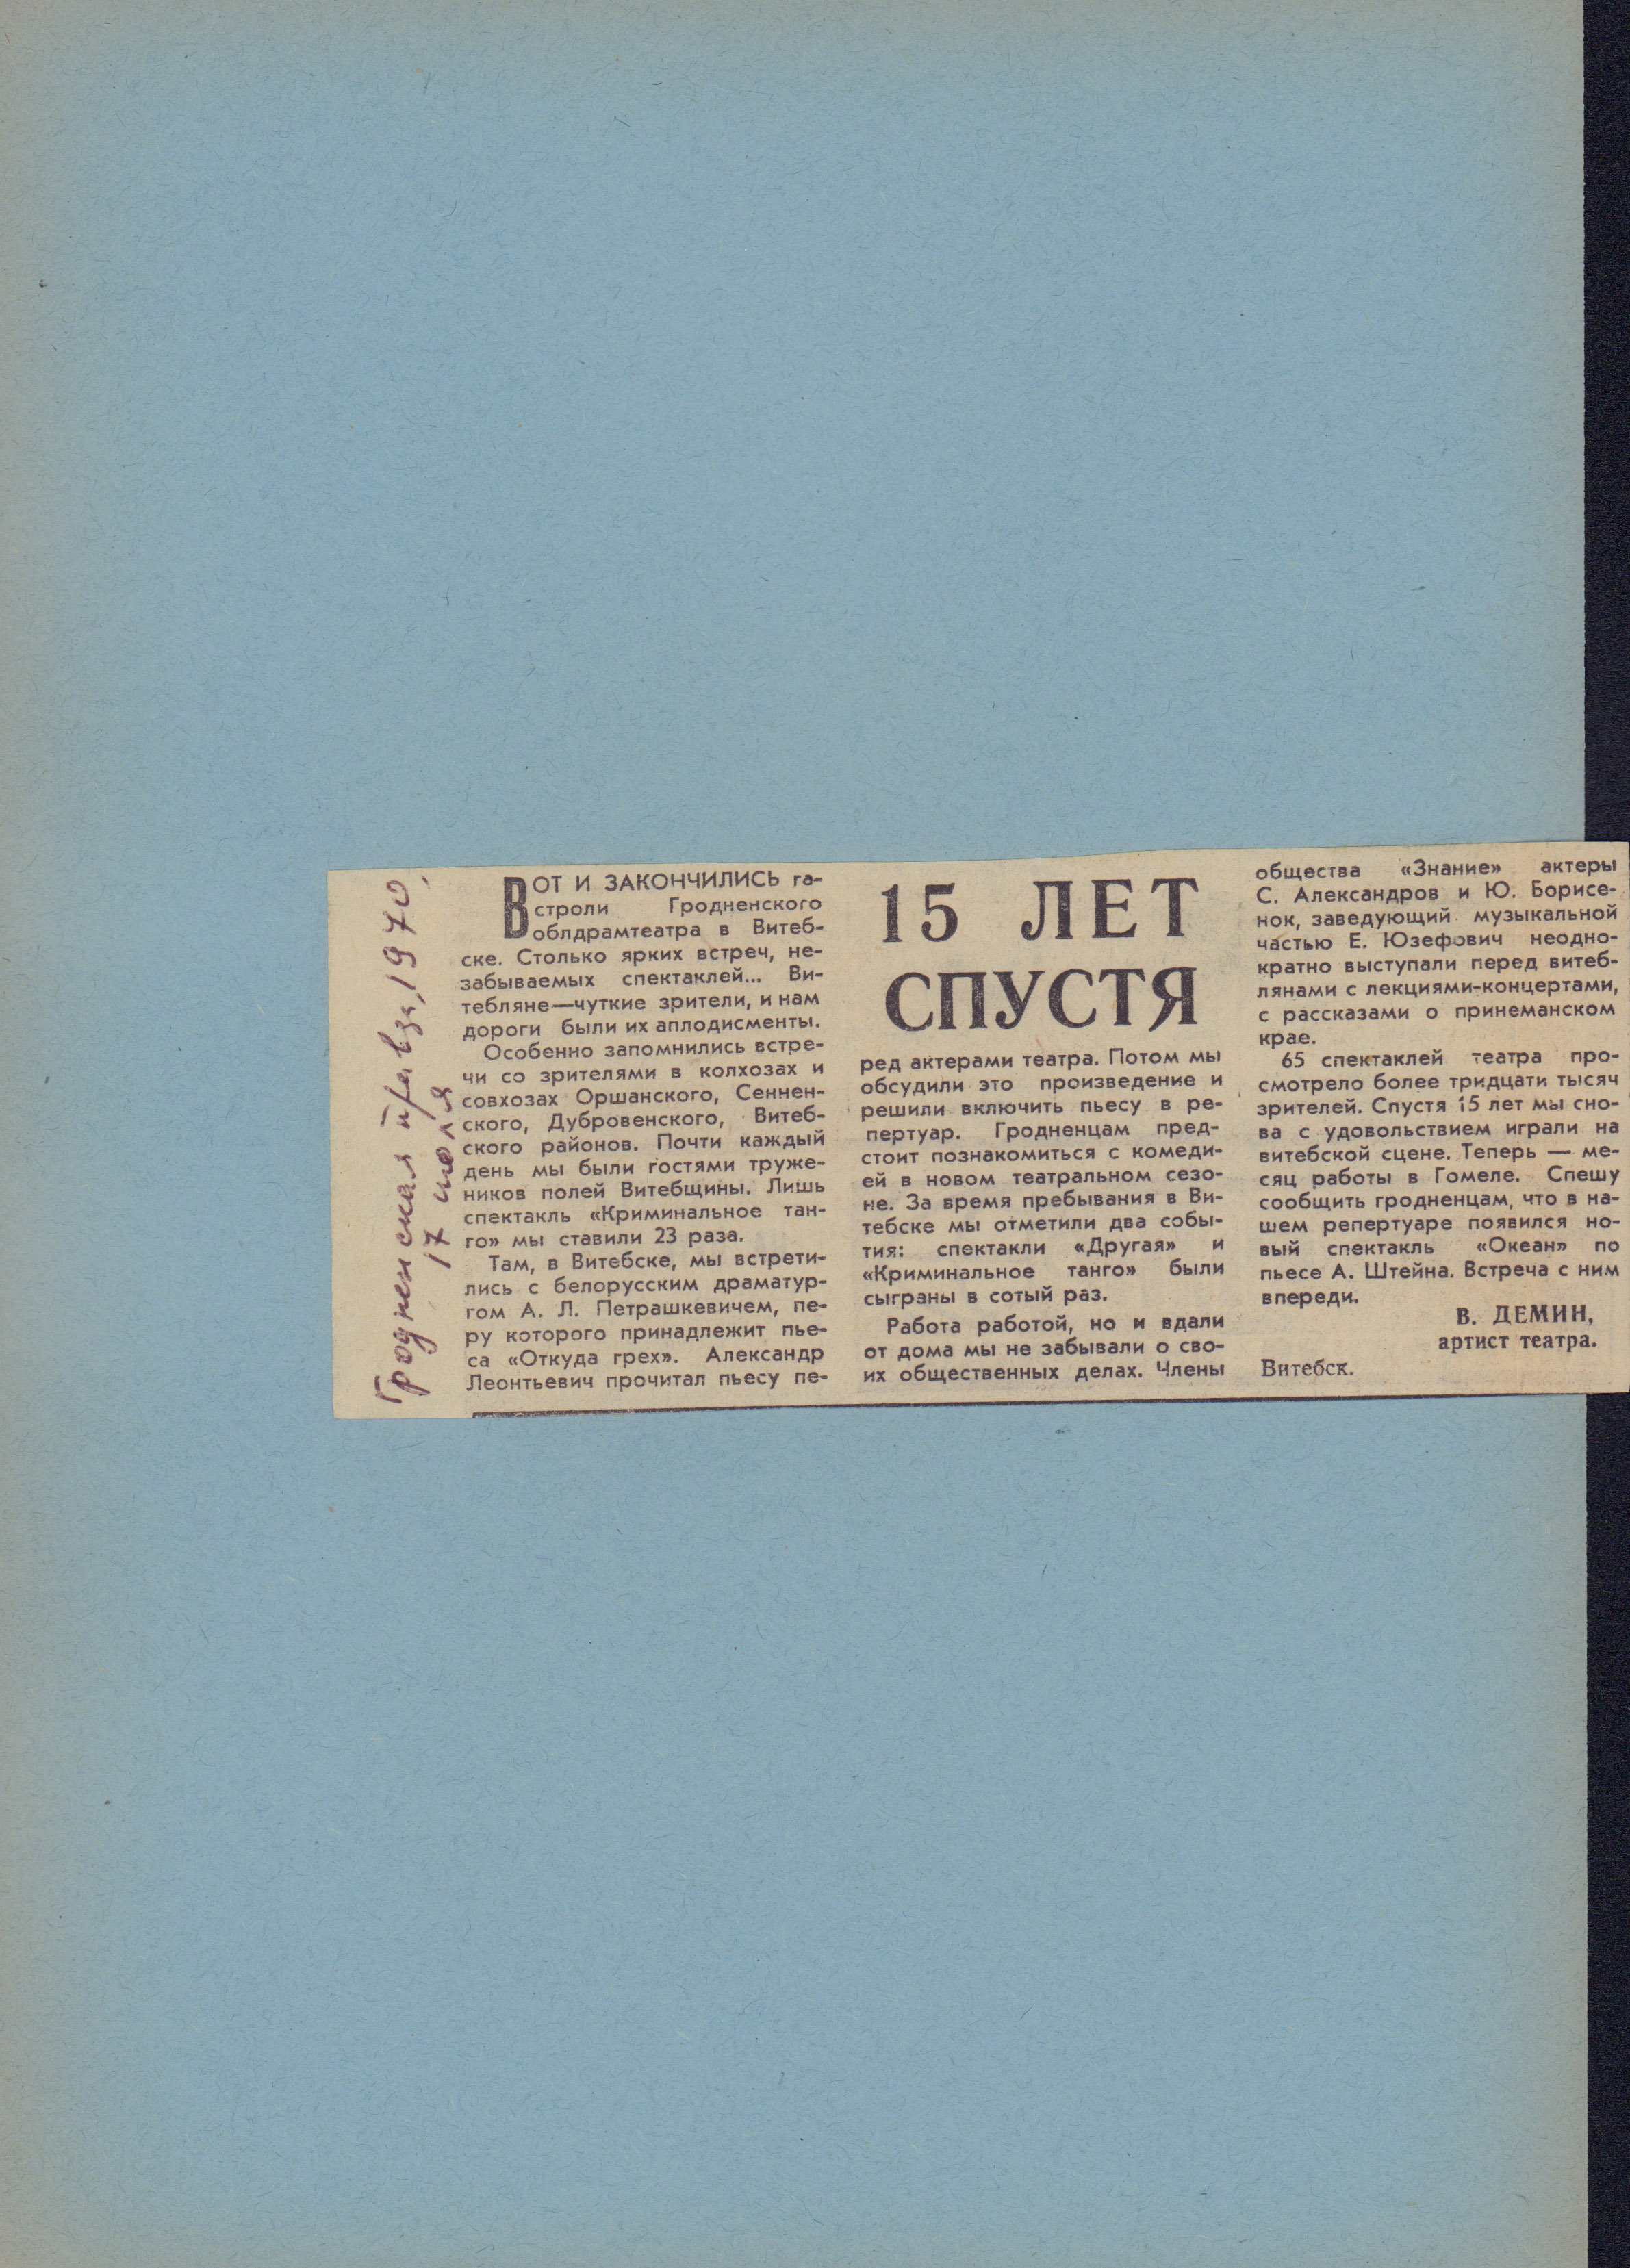 Гродненская правда, 1970,
17 июля
15 ЛЕТ
СПУСТЯ
ВОТ И ЗАКОНЧИЛИСЬ га-
строли Гродненского
облдрамтеатра в Витеб-
ске. Столько ярких встреч, не-
забываемых спектаклей... Ви-
тебляне—чуткие зрители, и нам
дороги были их аплодисменты.
Особенно запомнились встре-
чи со зрителями в колхозах и
совхозах Оршанского, Сеннен-
ского, Дубровенского, Витеб-
ского районов. Почти каждый
день мы были гостями труже-
ников полей Витебщины. Лишь
спектакль «Криминальное тан-
го» мы ставили 23 раза.
Там, в Витебске, мы встрети-
лись с белорусским драматур-
гом А. Л. Петрашкевичем, пе-
ру которого принадлежит пье-
са «Откуда грех». Александр
Леонтьевич прочитал пьесу пе-
ред актерами театра. Потом мы
обсудили это произведение и
решили включить пьесу в ре-
пертуар. Гродненцам пред-
стоит познакомиться с комеди-
ей в новом театральном сезо-
не. За время пребывания в Ви-
тебске мы отметили два собы-
тия: спектакли «Другая» и
«Криминальное танго» были
сыграны в сотый раз.
Работа работой, но и вдали
от дома мы не забывали о сво-
их общественных делах. Члены
общества «Знание» актеры
С. Александров и Ю. Борисе-
нок, заведующий музыкальной
частью Е. Юзефович неодно-
кратно выступали перед витеб-
лянами с лекциями-концертами,
с рассказами о принеманском
крае.
65 спектаклей театра про-
смотрело более тридцати тысяч
зрителей. Спустя 15 лет мы сно-
ва с удовольствием играли на
витебской сцене. Теперь — ме-
сяц работы в Гомеле. Спешу
сообщить гродненцам, что в на-
шем репертуаре появился но-
вый спектакль «Океан» по
пьесе А. Штейна. Встреча с ним
впереди.
В. ДЕМИН,
артист театра.
Витебск.